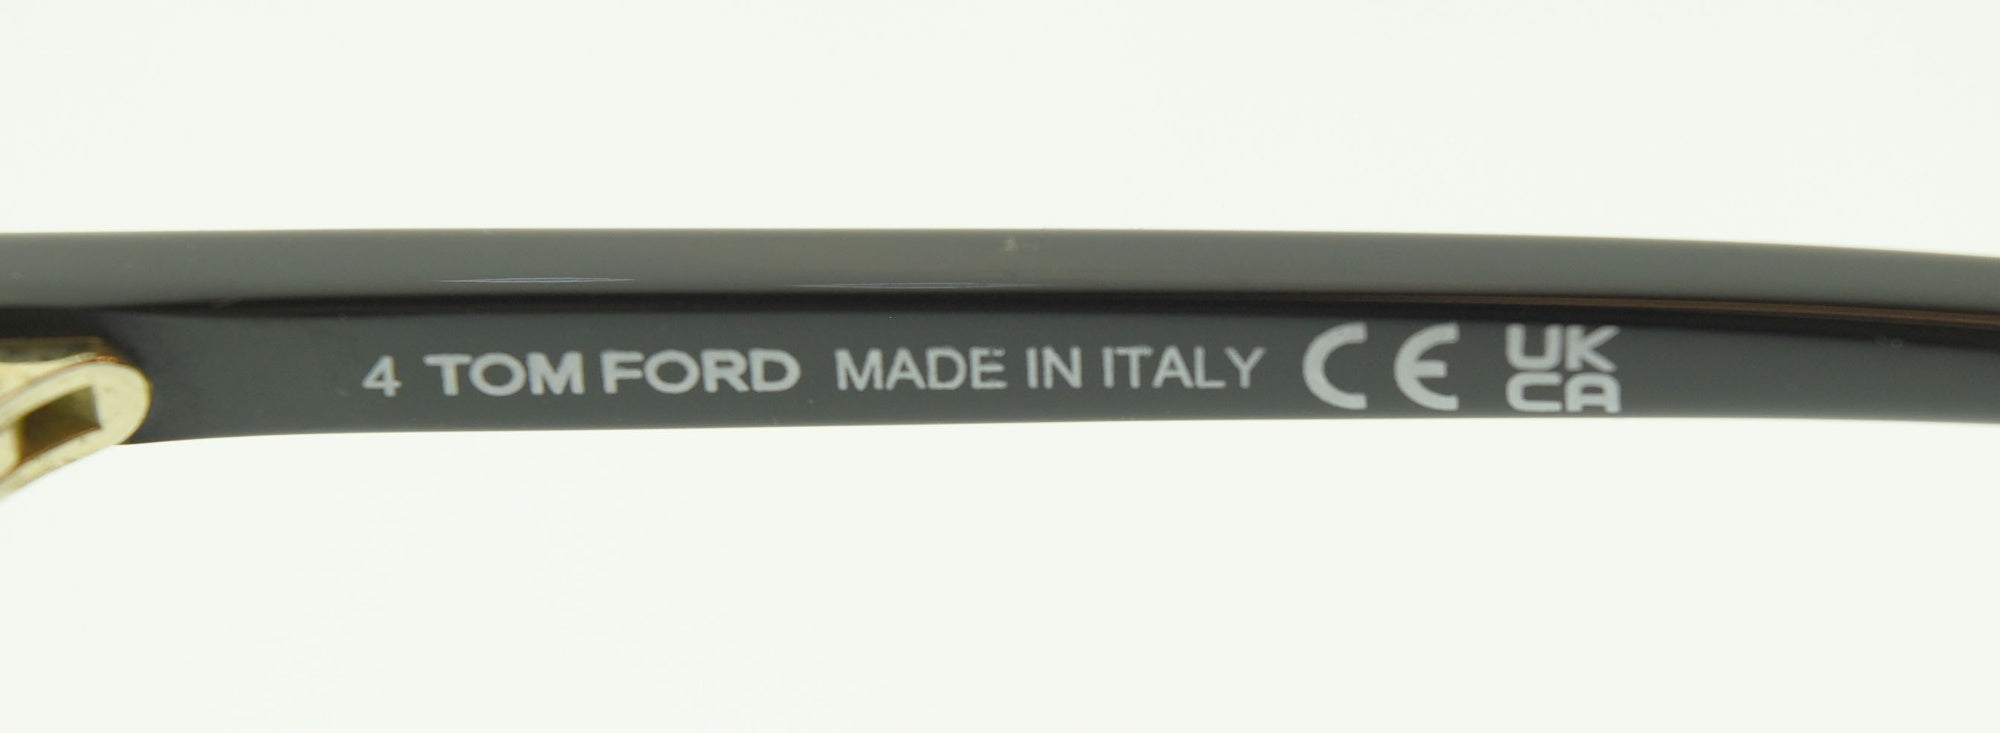 4 TOM FORD MADE IN ITALY CE UK CA